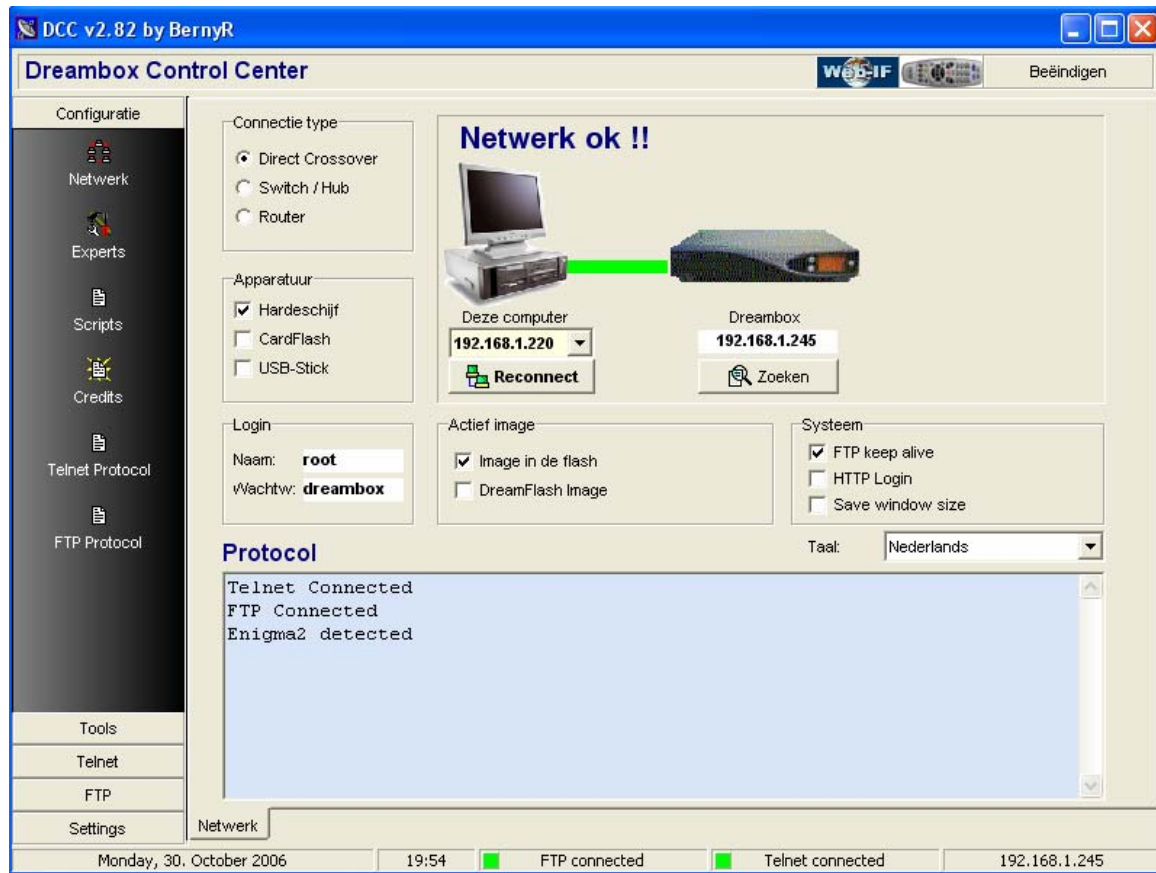 DCC v2.82 by BernyR
Dreambox Control Center
Web-IF
Beëindigen
Configuratie
Netwerk
Experts
Scripts
Credits
Telnet Protocol
FTP Protocol
Tools
Telnet
FTP
Settings
Connectie type
Direct Crossover
Switch / Hub
Router
Apparatuur
Hardeschijf
CardFlash
USB-Stick
Netwerk ok !!
Deze computer
192.168.1.220
Reconnect
Dreambox
192.168.1.245
Zoeken
Login
Naam: root
Wachtw: dreambox
Actief image
Image in de flash
DreamFlash Image
Systeem
FTP keep alive
HTTP Login
Save window size
Taal: Nederlands
Protocol
Telnet Connected
FTP Connected
Enigma2 detected
Netwerk
Monday, 30. October 2006 19:54 FTP connected Telnet connected 192.168.1.245